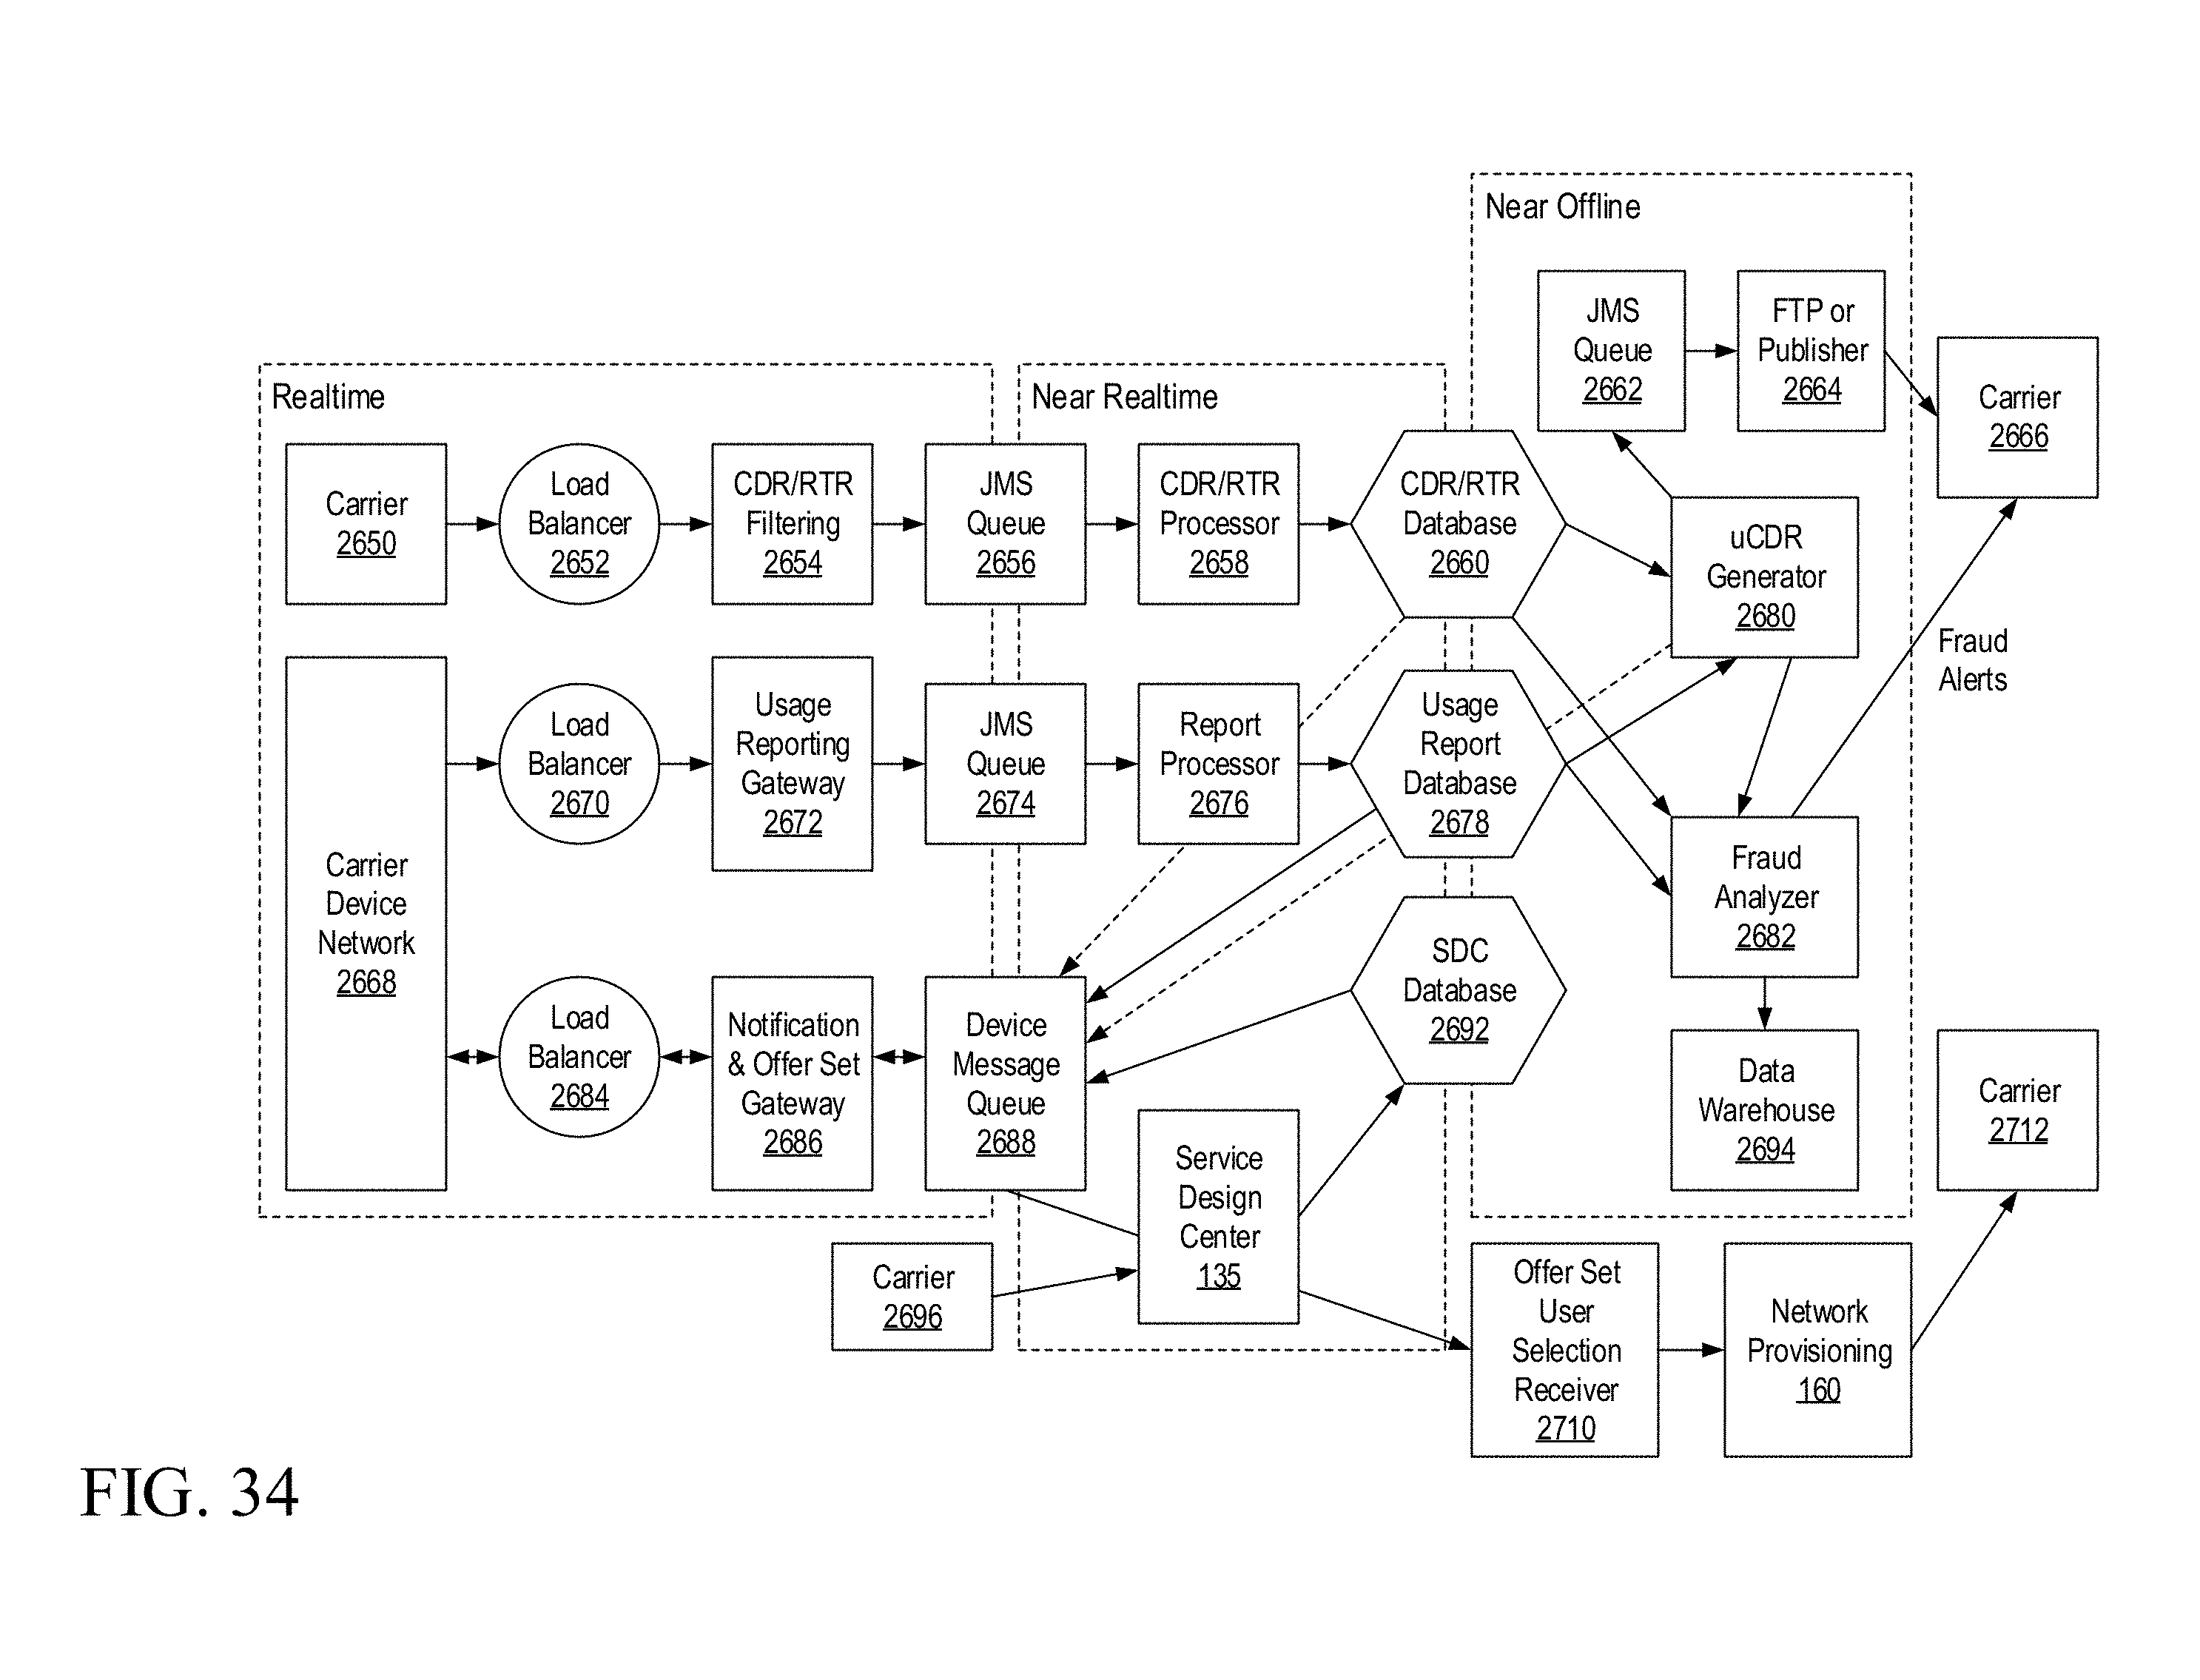 Near Offline
JMS
Queue
2662
FTP or
Publisher
2664
Carrier
2666
Realtime
Near Realtime
Carrier
2650
Load
Balancer
2652
CDR/RTR
Filtering
2654
JMS
Queue
2656
CDR/RTR
Processor
2658
CDR/RTR
Database
2660
uCDR
Generator
2680
Fraud
Alerts
Carrier
Device
Network
2668
Load
Balancer
2670
Usage
Reporting
Gateway
2672
JMS
Queue
2674
Report
Processor
2676
Usage
Report
Database
2678
Fraud
Analyzer
2682
Load
Balancer
2684
Notification
& Offer Set
Gateway
2686
Device
Message
Queue
2688
SDC
Database
2692
Data
Warehouse
2694
Carrier
2712
Service
Design
Center
135
Carrier
2696
Offer Set
User
Selection
Receiver
2710
Network
Provisioning
160
FIG. 34